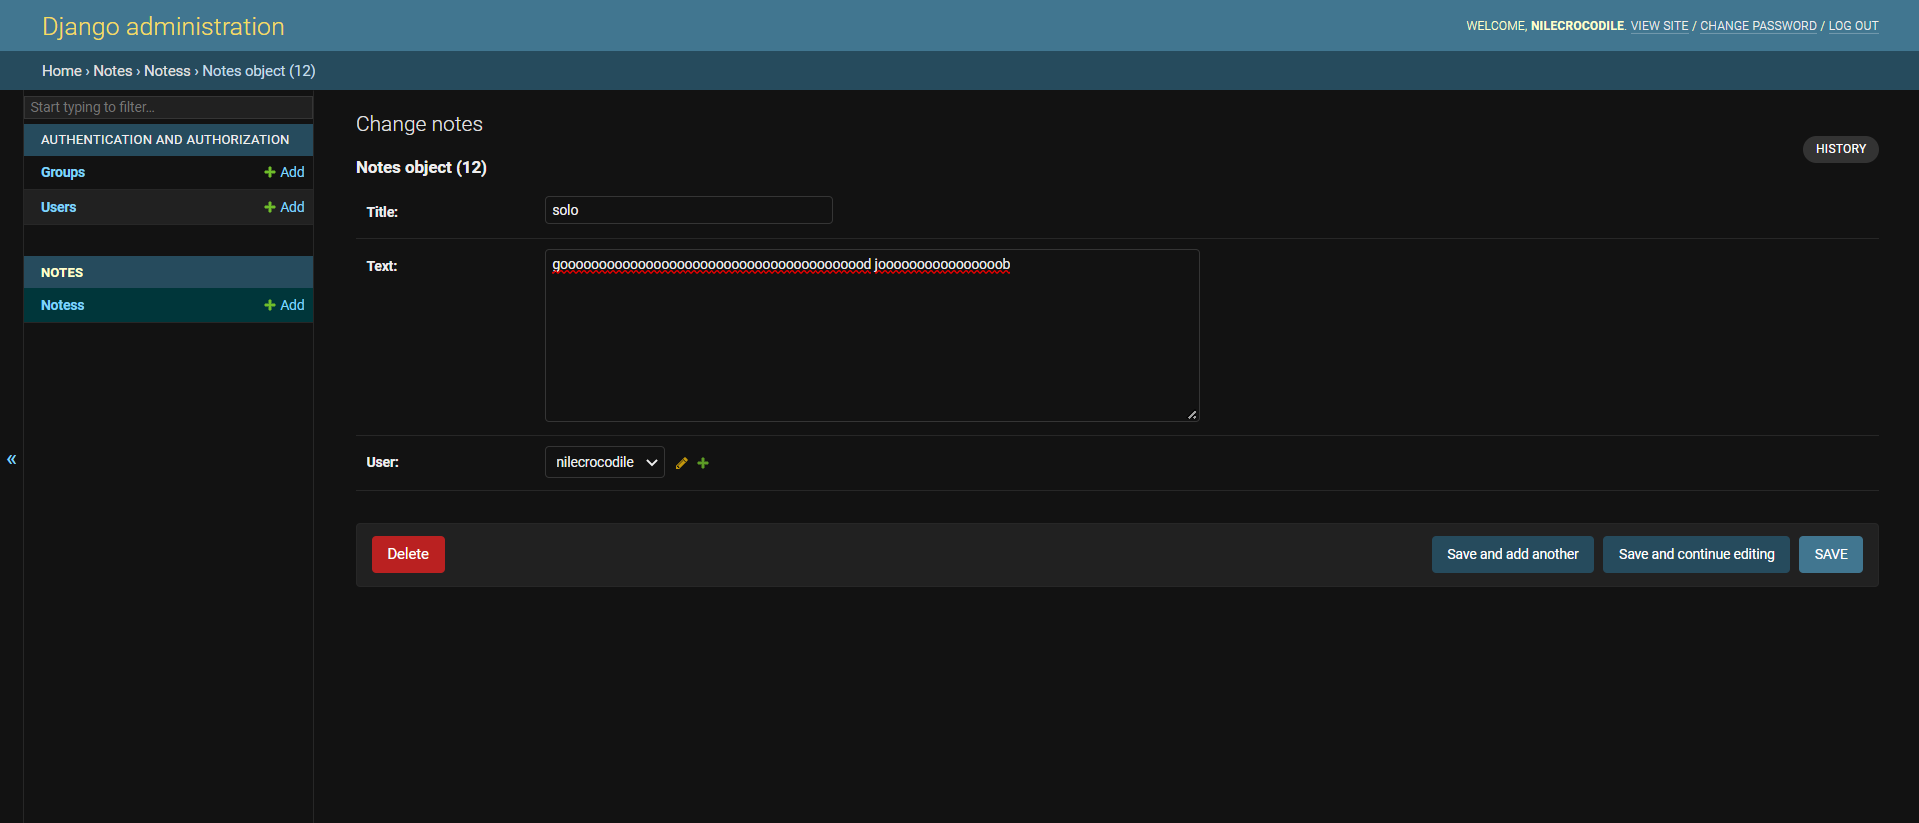 Django administration
WELCOME, NILECROCODILE. VIEW SITE / CHANGE PASSWORD / LOG OUT
Home › Notes › Notess › Notes object (12)
Start typing to filter...
AUTHENTICATION AND AUTHORIZATION
Groups + Add
Users + Add
NOTES
Notess + Add
«
Change notes
HISTORY
Notes object (12)
Title: solo
Text: goooooooooooooooooooooooooooooooooooooood joooooooooooooooob
User: nilecrocodile
Delete
Save and add another
Save and continue editing
SAVE